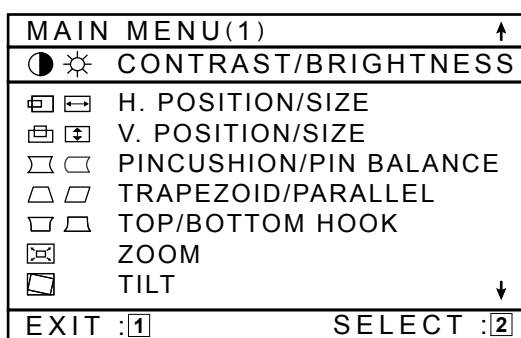 MAIN MENU(1)
CONTRAST/BRIGHTNESS
H. POSITION/SIZE
V. POSITION/SIZE
PINCUSHION/PIN BALANCE
TRAPEZOID/PARALLEL
TOP/BOTTOM HOOK
ZOOM
TILT
EXIT :1 SELECT :2